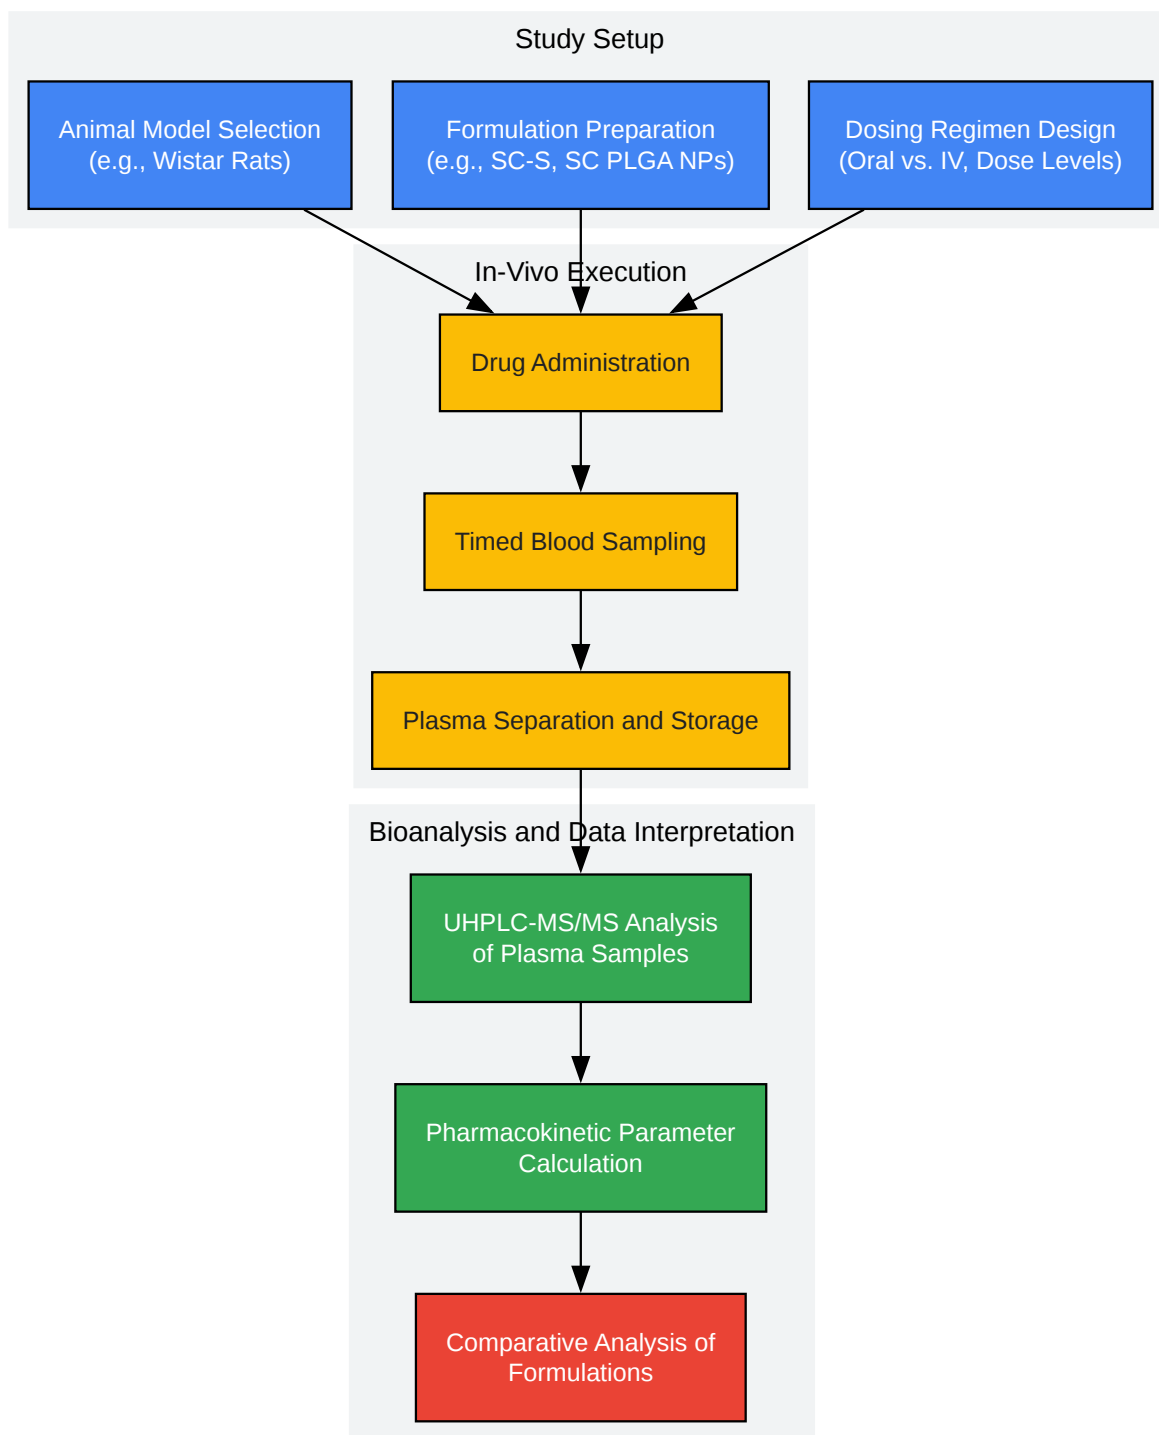 Study Setup
Animal Model Selection
(e.g., Wistar Rats)
Formulation Preparation
(e.g., SC-S, SC PLGA NPs)
Dosing Regimen Design
(Oral vs. IV, Dose Levels)
In-Vivo Execution
Drug Administration
Timed Blood Sampling
Plasma Separation and Storage
Bioanalysis and Data Interpretation
UHPLC-MS/MS Analysis
of Plasma Samples
Pharmacokinetic Parameter
Calculation
Comparative Analysis of
Formulations